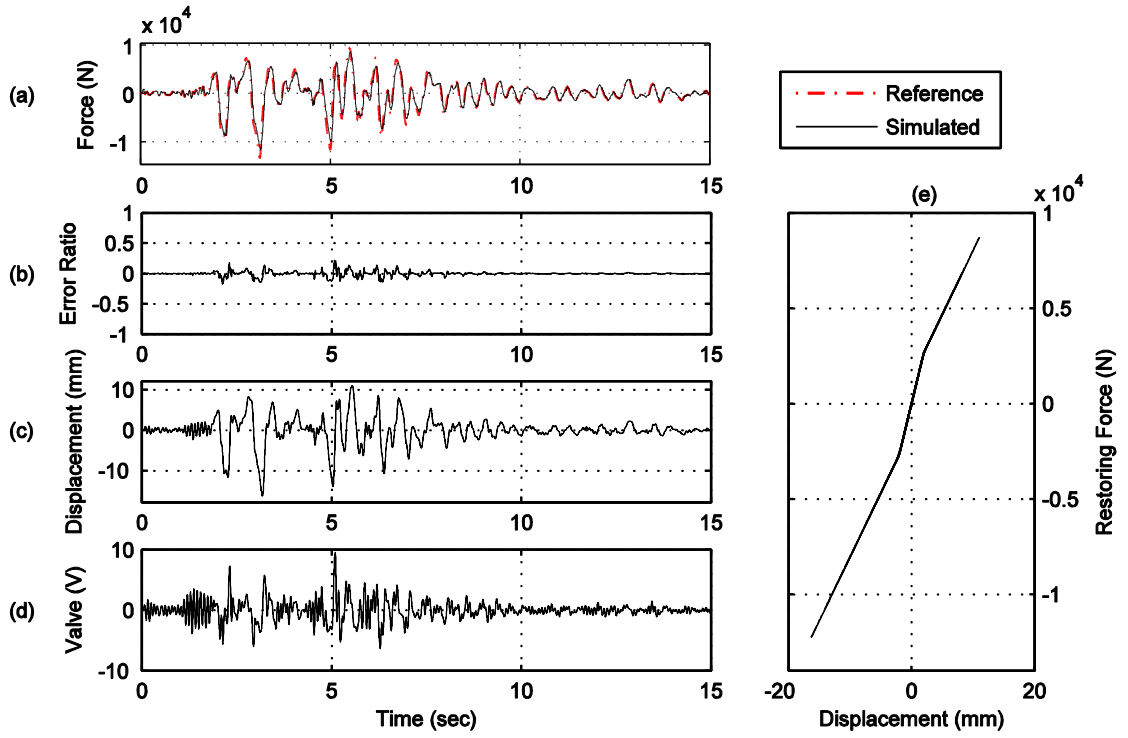 x 10^4
(a)
Force (N)
1
0
-1
0
5
10
15
Reference
Simulated
(b)
Error Ratio
1
0.5
0
-0.5
-1
0
5
10
15
(c)
Displacement (mm)
10
0
-10
0
5
10
15
(d)
Valve (V)
10
0
-10
0
5
10
15
Time (sec)
(e)
x 10^4
1
0.5
0
-0.5
-1
Restoring Force (N)
-20
0
20
Displacement (mm)